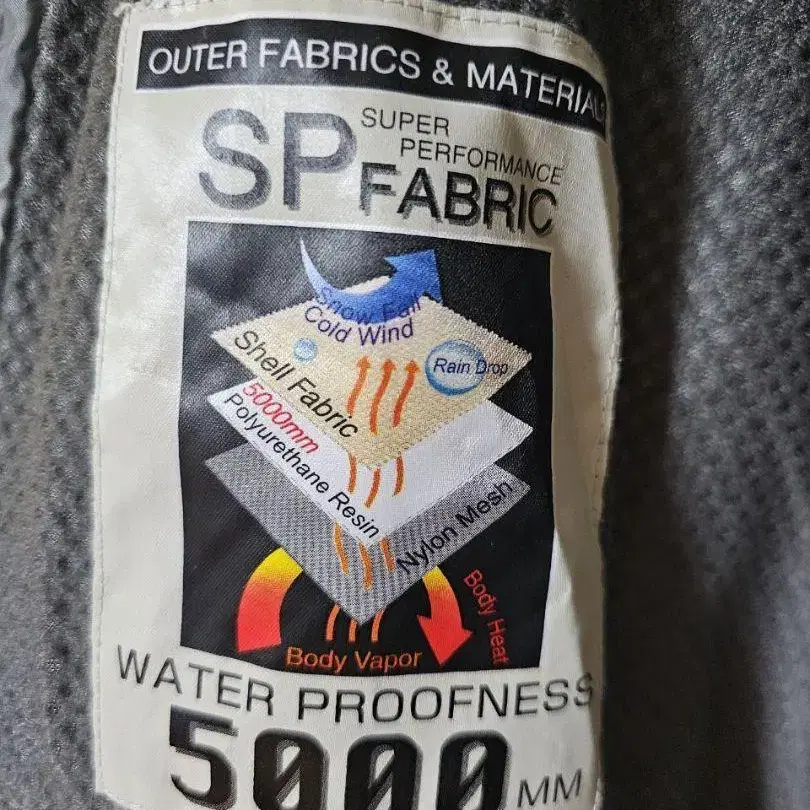 OUTER FABRICS & MATERIALS
SP SUPER
PERFORMANCE
FABRIC
Snow Fall
Cold Wind
Rain Drop
Shell Fabric
5000mm
Polyurethane Resin
Nylon Mesh
Body Heat
Body Vapor
WATER PROOFNESS
5000 MM